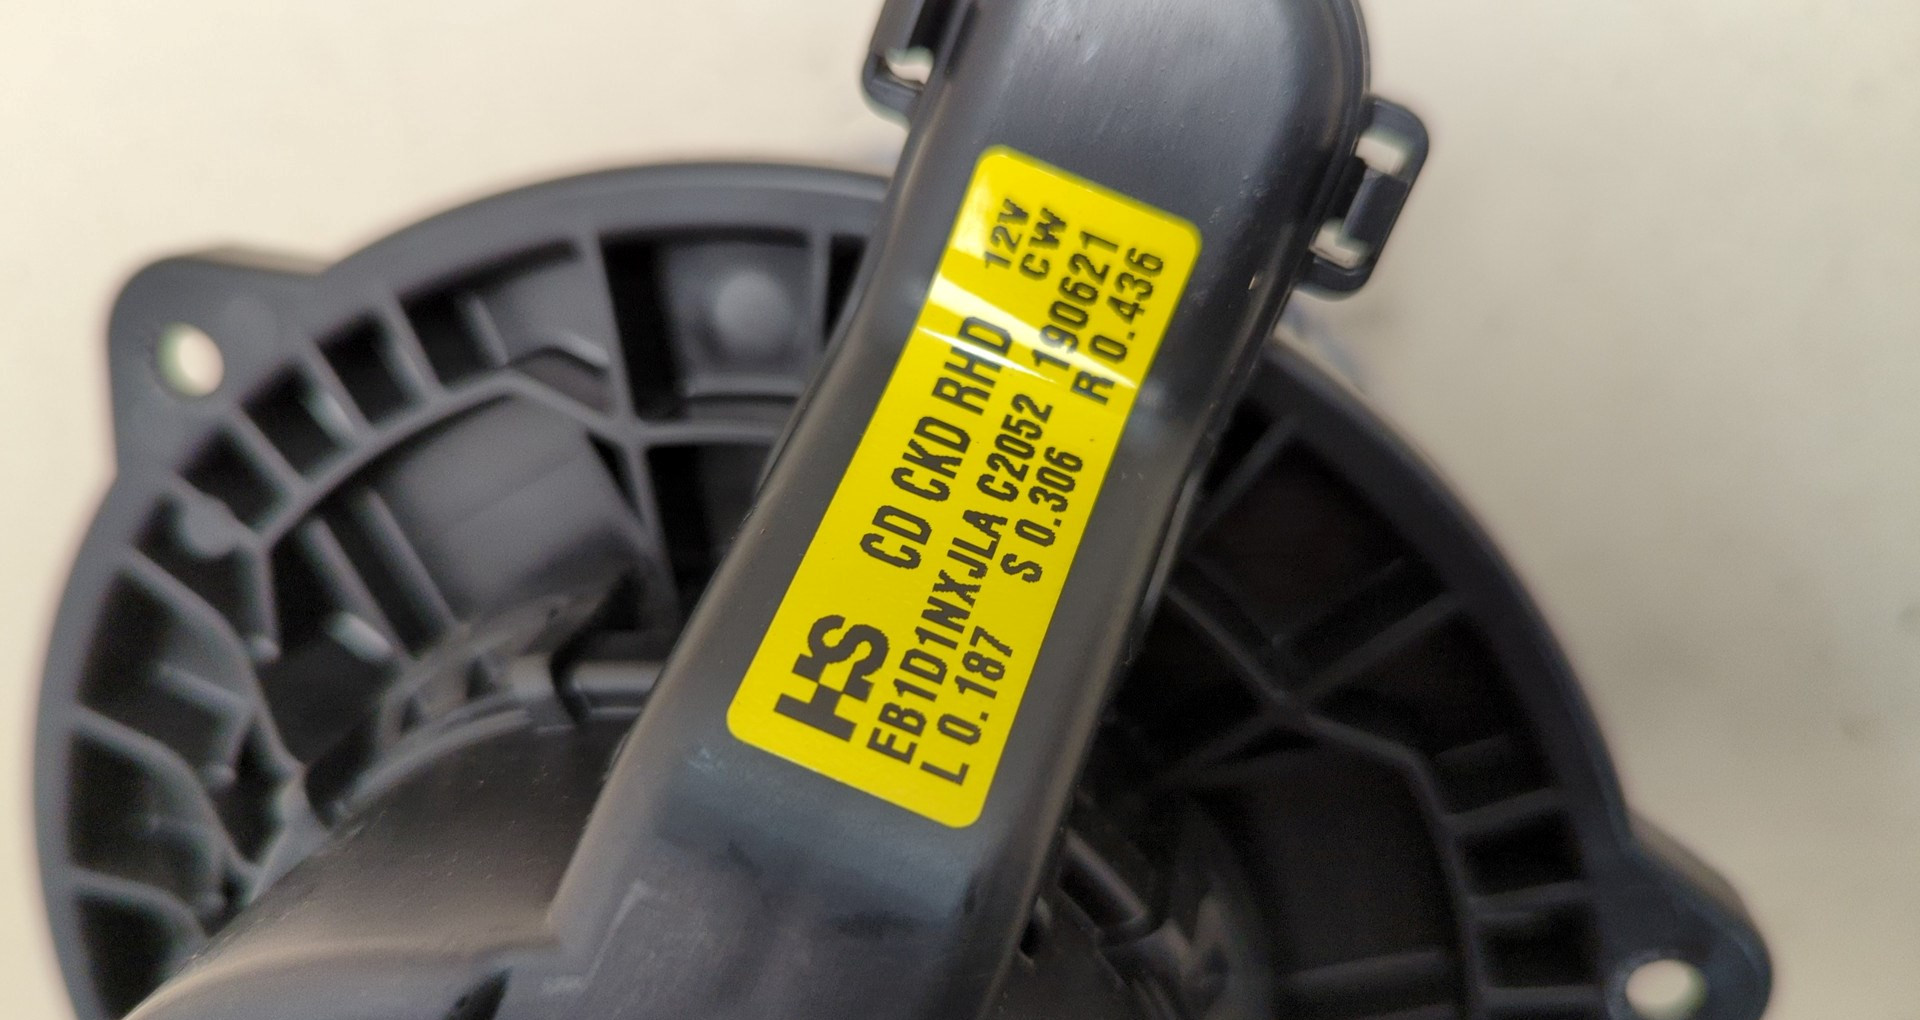 12V
HS CD CKD RHD CW
EB1D1NXJLA C2052 190621
L 0.187 S 0.306 R 0.436